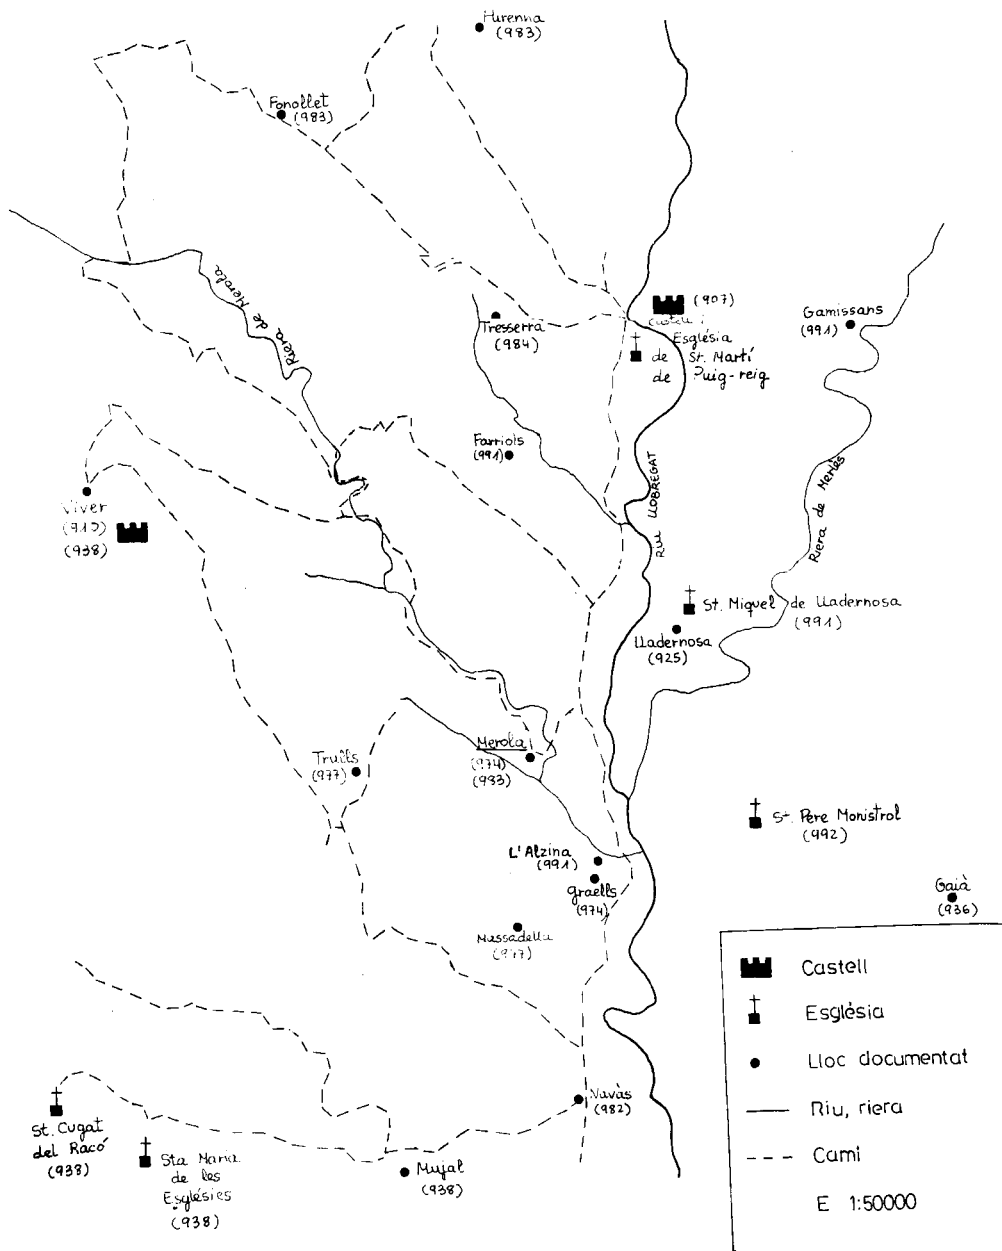 (983)
Fonollet
(983)
Riera de Merola
(907)
Castell i
Església
de St. Martí
de Puig-reig
Tresserra
(984)
Gamissans
(991)
Farriols
(991)
RIU LLOBREGAT
Riera de Merlès
Viver
(938)
St. Miquel de Lladernosa
(991)
Lladernosa
(925)
Merola
(974)
(983)
Truills
(977)
St. Pere Monistrol
(992)
L'Alzina
(991)
Graells
(974)
Gaià
(936)
Massadella
(977)
Navàs
(982)
St. Cugat
del Racó
(938)
Sta Maria
de les
Esglésies
(938)
Mujal
(938)
Castell
Església
Lloc documentat
Riu, riera
Camí
E 1:50000